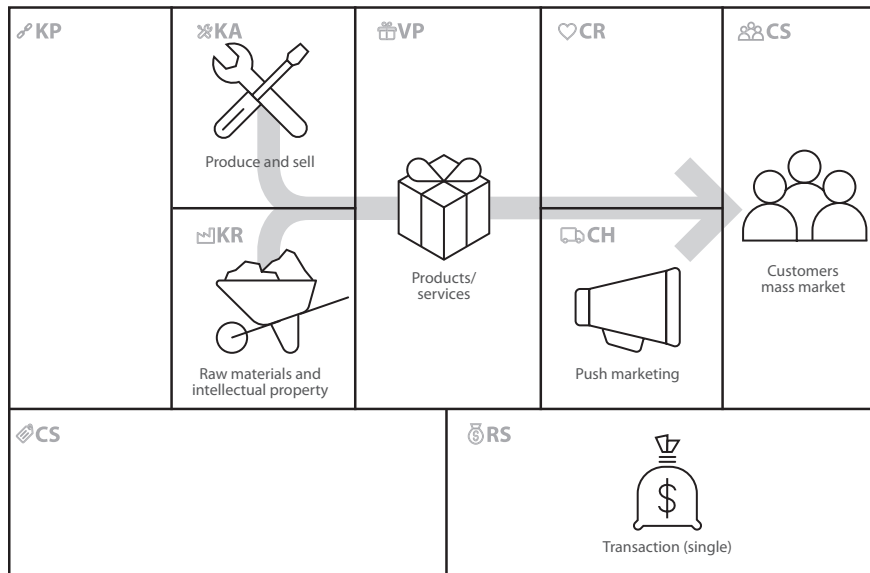 KP
KA
Produce and sell
KR
Raw materials and
intellectual property
VP
Products/
services
CR
CH
Push marketing
CS
Customers
mass market
CS
RS
$
Transaction (single)